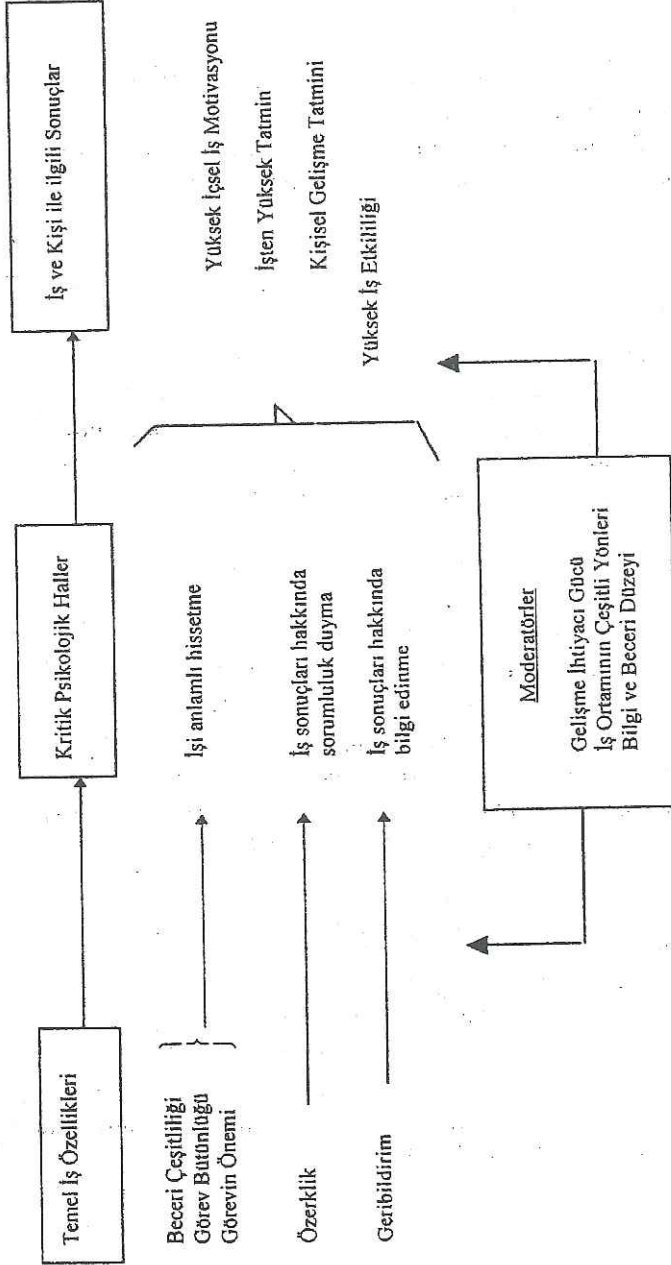 Temel İş Özellikleri
Kritik Psikolojik Haller
İş ve Kişi ile ilgili Sonuçlar
Beceri Çeşitliliği
Görev Bütünlüğü
Görevin Önemi
İşi anlamlı hissetme
Özerklik
İş sonuçları hakkında
sorumluluk duyma
Geribildirim
İş sonuçları hakkında
bilgi edinme
Yüksek İçsel İş Motivasyonu
İşten Yüksek Tatmin
Kişisel Gelişme Tatmini
Yüksek İş Etkililiği
Moderatörler
Gelişme İhtiyacı Gücü
İş Ortamının Çeşitli Yönleri
Bilgi ve Beceri Düzeyi